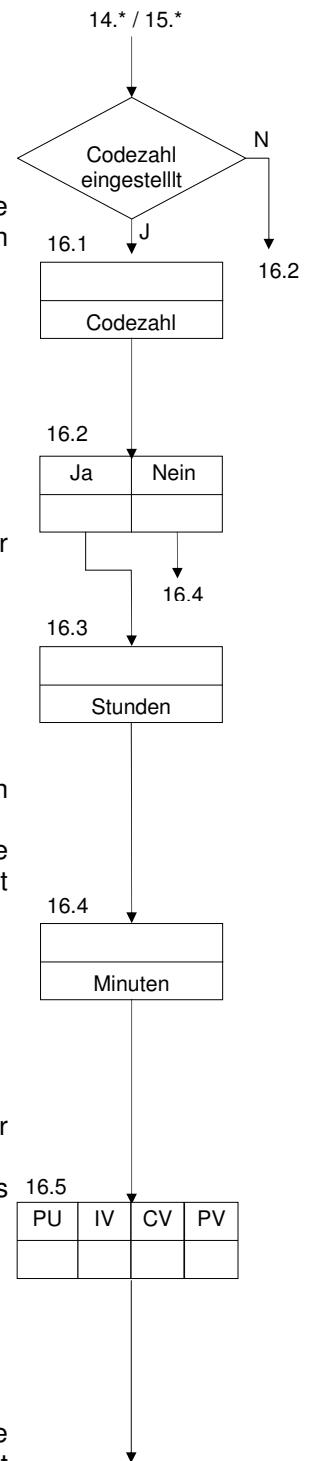 14.* / 15.*
Codezahl
eingestelllt
N
J
16.2
16.1
Codezahl
16.2
Ja Nein
16.4
16.3
Stunden
16.4
Minuten
16.5
PU IV CV PV